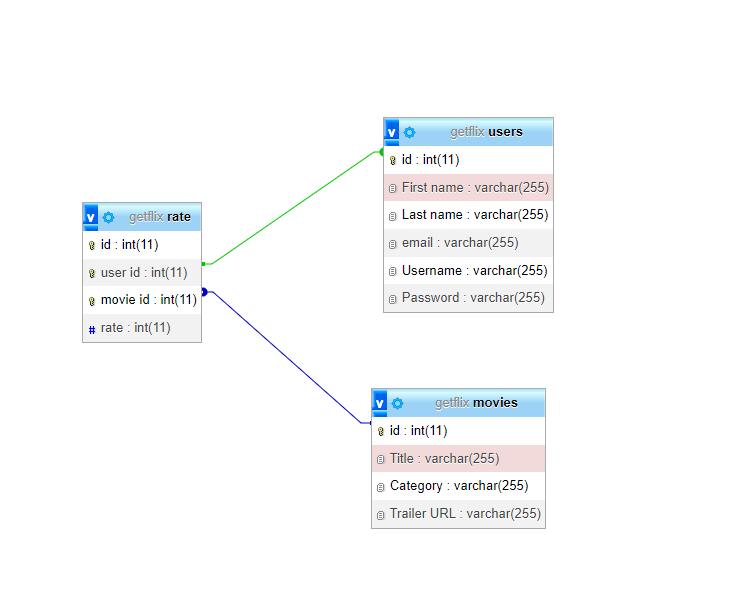 v getflix users
id : int(11)
First name : varchar(255)
Last name : varchar(255)
email : varchar(255)
Username : varchar(255)
Password : varchar(255)
v getflix rate
id : int(11)
user id : int(11)
movie id : int(11)
# rate : int(11)
v getflix movies
id : int(11)
Title : varchar(255)
Category : varchar(255)
Trailer URL : varchar(255)